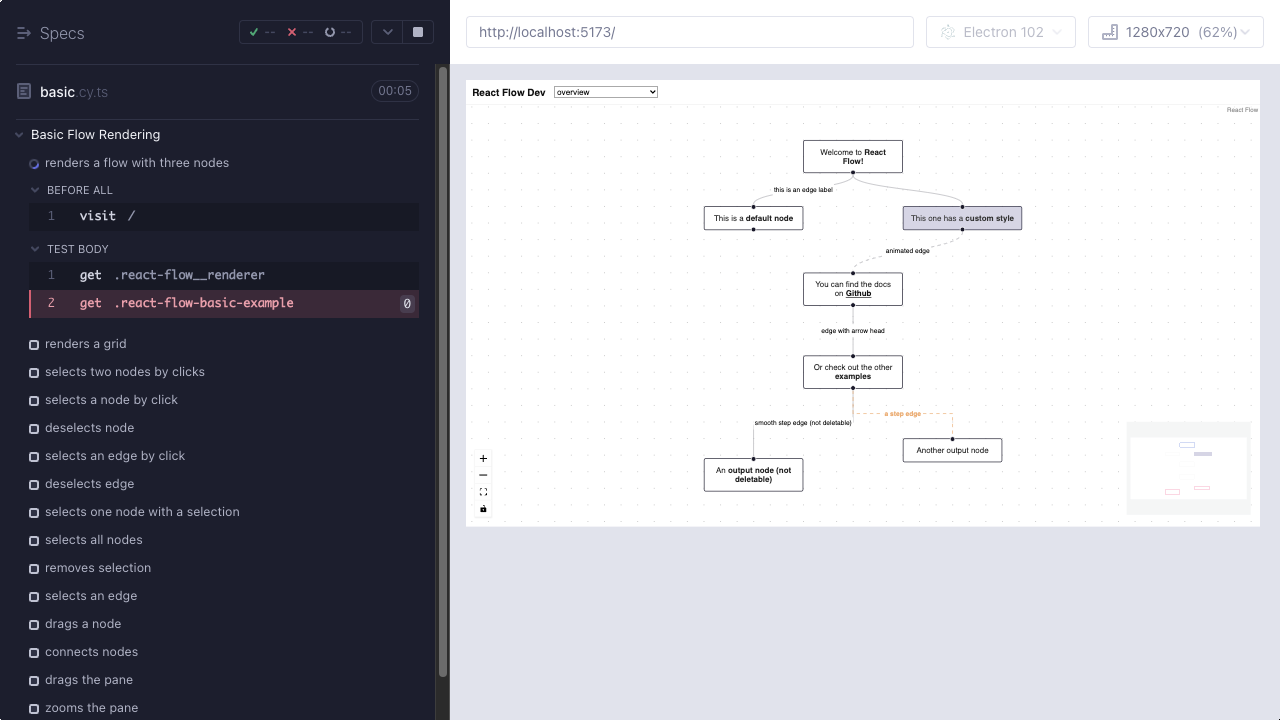 Specs
-- -- --
basic.cy.ts
00:05
Basic Flow Rendering
renders a flow with three nodes
BEFORE ALL
1 visit /
TEST BODY
1 get .react-flow__renderer
2 get .react-flow-basic-example 0
renders a grid
selects two nodes by clicks
selects a node by click
deselects node
selects an edge by click
deselects edge
selects one node with a selection
selects all nodes
removes selection
selects an edge
drags a node
connects nodes
drags the pane
zooms the pane
http://localhost:5173/
Electron 102
1280x720 (62%)
React Flow Dev
overview
React Flow
Welcome to React
Flow!
this is an edge label
This is a default node
This one has a custom style
animated edge
You can find the docs
on Github
edge with arrow head
Or check out the other
examples
a step edge
smooth step edge (not deletable)
Another output node
An output node (not
deletable)